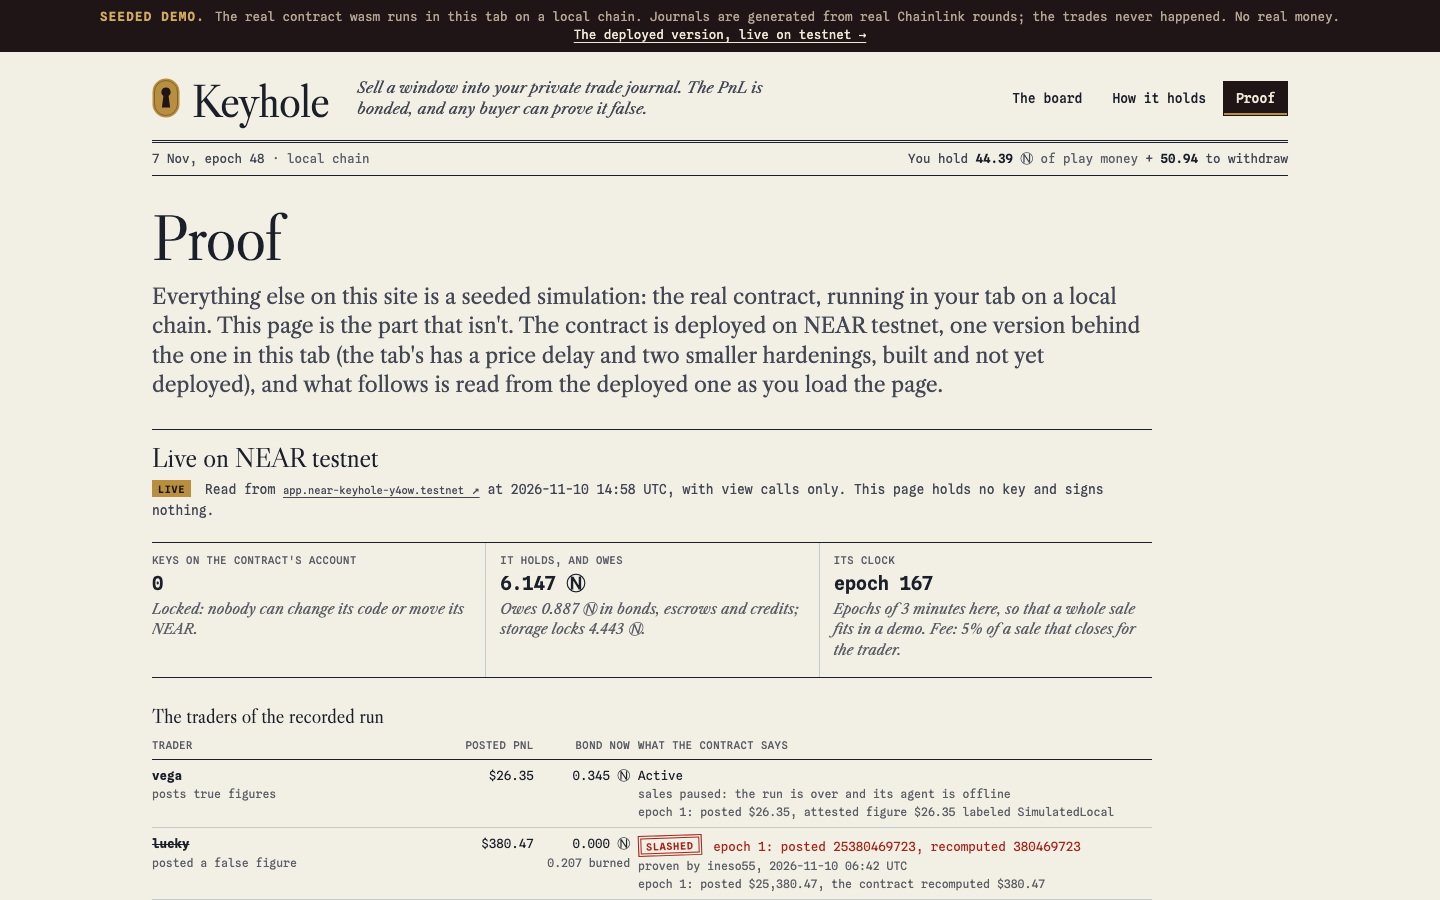 SEEDED DEMO. The real contract wasm runs in this tab on a local chain. Journals are generated from real Chainlink rounds; the trades never happened. No real money.
The deployed version, live on testnet →
Keyhole
Sell a window into your private trade journal. The PnL is
bonded, and any buyer can prove it false.
The board How it holds Proof
7 Nov, epoch 48 · local chain
You hold 44.39 Ⓝ of play money + 50.94 to withdraw
Proof
Everything else on this site is a seeded simulation: the real contract, running in your tab on a local
chain. This page is the part that isn't. The contract is deployed on NEAR testnet, one version behind
the one in this tab (the tab's has a price delay and two smaller hardenings, built and not yet
deployed), and what follows is read from the deployed one as you load the page.
Live on NEAR testnet
LIVE Read from app.near-keyhole-y4ow.testnet ↗ at 2026-11-10 14:58 UTC, with view calls only. This page holds no key and signs
nothing.
KEYS ON THE CONTRACT'S ACCOUNT
0
Locked: nobody can change its code or move its
NEAR.
IT HOLDS, AND OWES
6.147 Ⓝ
Owes 0.887 Ⓝ in bonds, escrows and credits;
storage locks 4.443 Ⓝ.
ITS CLOCK
epoch 167
Epochs of 3 minutes here, so that a whole sale
fits in a demo. Fee: 5% of a sale that closes for
the trader.
The traders of the recorded run
TRADER POSTED PNL BOND NOW WHAT THE CONTRACT SAYS
vega $26.35 0.345 Ⓝ Active
posts true figures sales paused: the run is over and its agent is offline
epoch 1: posted $26.35, attested figure $26.35 labeled SimulatedLocal
lucky $380.47 0.000 Ⓝ SLASHED epoch 1: posted 25380469723, recomputed 380469723
posted a false figure 0.207 burned proven by ineso55, 2026-11-10 06:42 UTC
epoch 1: posted $25,380.47, the contract recomputed $380.47